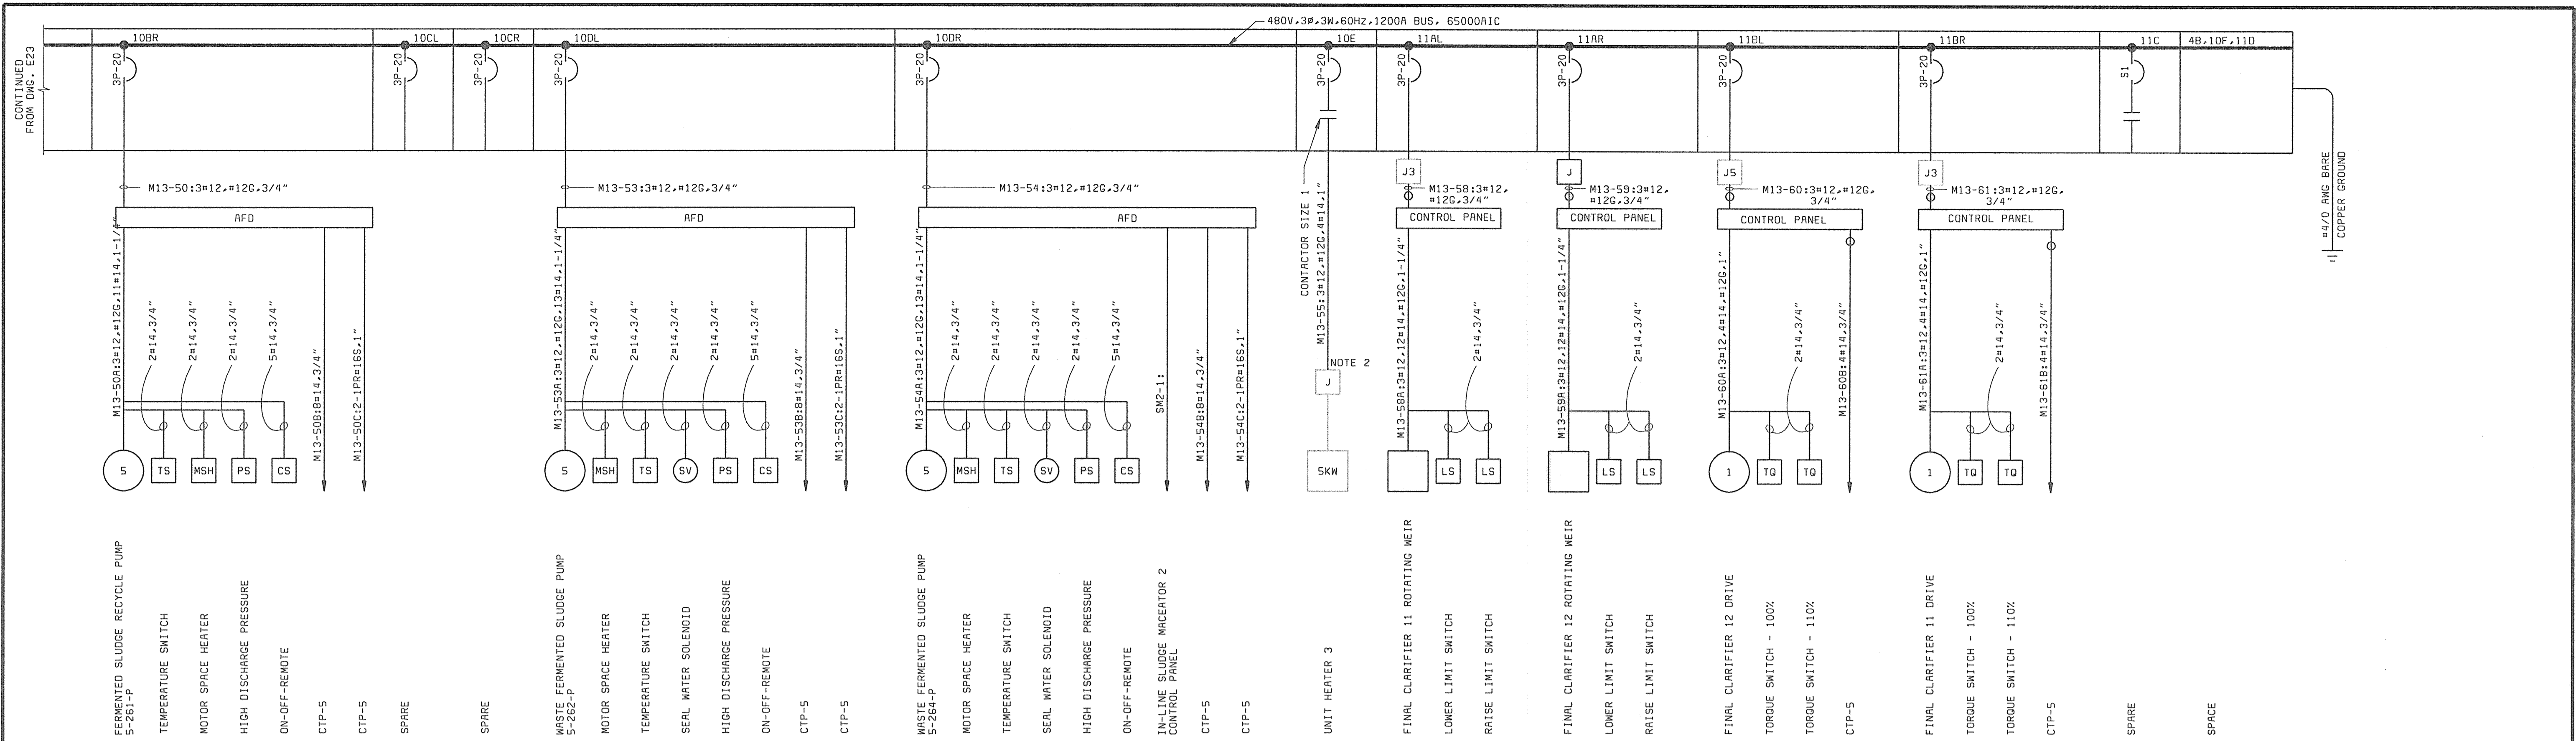 480V,3ø,3W,60Hz,1200A BUS, 65000AIC
CONTINUED
FROM DWG. E23
10BR
10CL
10CR
10DL
10DR
10E
11AL
11AR
11BL
11BR
11C
4B,10F,11D
3P-20
3P-20
3P-20
3P-20
3P-20
3P-20
3P-20
3P-20
3P-20
3P-20
S1
J3
J
J5
J3
M13-50:3#12,#12G,3/4"
M13-53:3#12,#12G,3/4"
M13-54:3#12,#12G,3/4"
M13-58:3#12,
#12G,3/4"
M13-59:3#12,
#12G,3/4"
M13-60:3#12,#12G,
3/4"
M13-61:3#12,#12G,
3/4"
AFD
AFD
AFD
CONTROL PANEL
CONTROL PANEL
CONTROL PANEL
CONTROL PANEL
#4/0 AWG BARE
COPPER GROUND
M13-50A:3#12,#12G,11#14,1-1/4"
2#14,3/4"
2#14,3/4"
2#14,3/4"
5#14,3/4"
M13-50B:8#14,3/4"
M13-50C:2-1PR#16S,1"
M13-53A:3#12,#12G,13#14,1-1/4"
2#14,3/4"
2#14,3/4"
2#14,3/4"
2#14,3/4"
5#14,3/4"
M13-53B:8#14,3/4"
M13-53C:2-1PR#16S,1"
M13-54A:3#12,#12G,13#14,1-1/4"
2#14,3/4"
2#14,3/4"
2#14,3/4"
2#14,3/4"
5#14,3/4"
SM2-1:
M13-54B:8#14,3/4"
M13-54C:2-1PR#16S,1"
CONTACTOR SIZE 1
M13-55:3#12,#12G,4#14,1"
NOTE 2
J
M13-58A:3#12,12#14,#12G,1-1/4"
2#14,3/4"
M13-59A:3#12,12#14,#12G,1-1/4"
2#14,3/4"
M13-60A:3#12,4#14,#12G,1"
2#14,3/4"
M13-60B:4#14,3/4"
M13-61A:3#12,4#14,#12G,1"
2#14,3/4"
M13-61B:4#14,3/4"
5
TS
MSH
PS
CS
5
MSH
TS
SV
PS
CS
5
MSH
TS
SV
PS
CS
5KW
LS
LS
LS
LS
1
TQ
TQ
1
TQ
TQ
FERMENTED SLUDGE RECYCLE PUMP
5-261-P
TEMPERATURE SWITCH
MOTOR SPACE HEATER
HIGH DISCHARGE PRESSURE
ON-OFF-REMOTE
CTP-5
CTP-5
SPARE
SPARE
WASTE FERMENTED SLUDGE PUMP
5-262-P
MOTOR SPACE HEATER
TEMPERATURE SWITCH
SEAL WATER SOLENOID
HIGH DISCHARGE PRESSURE
ON-OFF-REMOTE
CTP-5
CTP-5
WASTE FERMENTED SLUDGE PUMP
5-264-P
MOTOR SPACE HEATER
TEMPERATURE SWITCH
SEAL WATER SOLENOID
HIGH DISCHARGE PRESSURE
ON-OFF-REMOTE
IN-LINE SLUDGE MACEATOR 2
CONTROL PANEL
CTP-5
CTP-5
UNIT HEATER 3
FINAL CLARIFIER 11 ROTATING WEIR
LOWER LIMIT SWITCH
RAISE LIMIT SWITCH
FINAL CLARIFIER 12 ROTATING WEIR
LOWER LIMIT SWITCH
RAISE LIMIT SWITCH
FINAL CLARIFIER 12 DRIVE
TORQUE SWITCH - 100%
TORQUE SWITCH - 110%
CTP-5
FINAL CLARIFIER 11 DRIVE
TORQUE SWITCH - 100%
TORQUE SWITCH - 110%
CTP-5
SPARE
SPACE